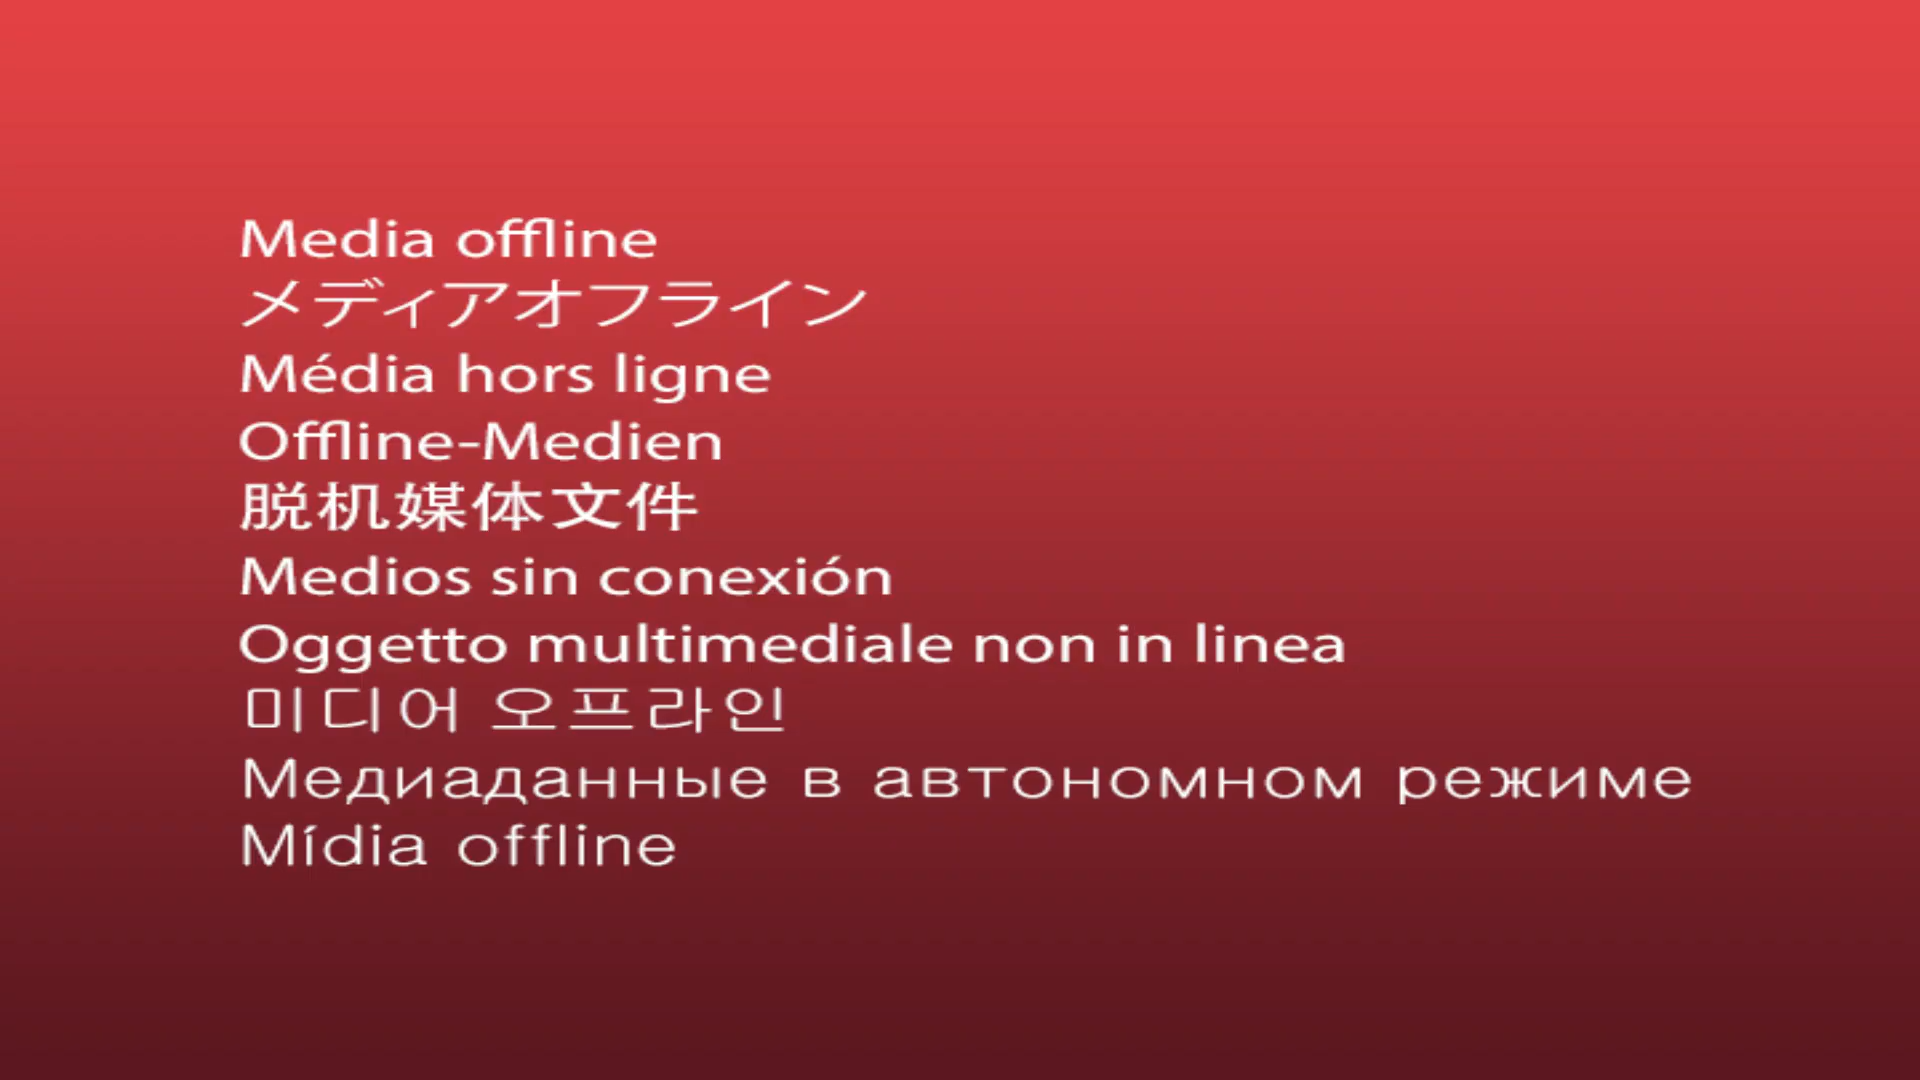 Media offline
メディアオフライン
Média hors ligne
Offline-Medien
脱机媒体文件
Medios sin conexión
Oggetto multimediale non in linea
미디어 오프라인
Медиаданные в автономном режиме
Mídia offline